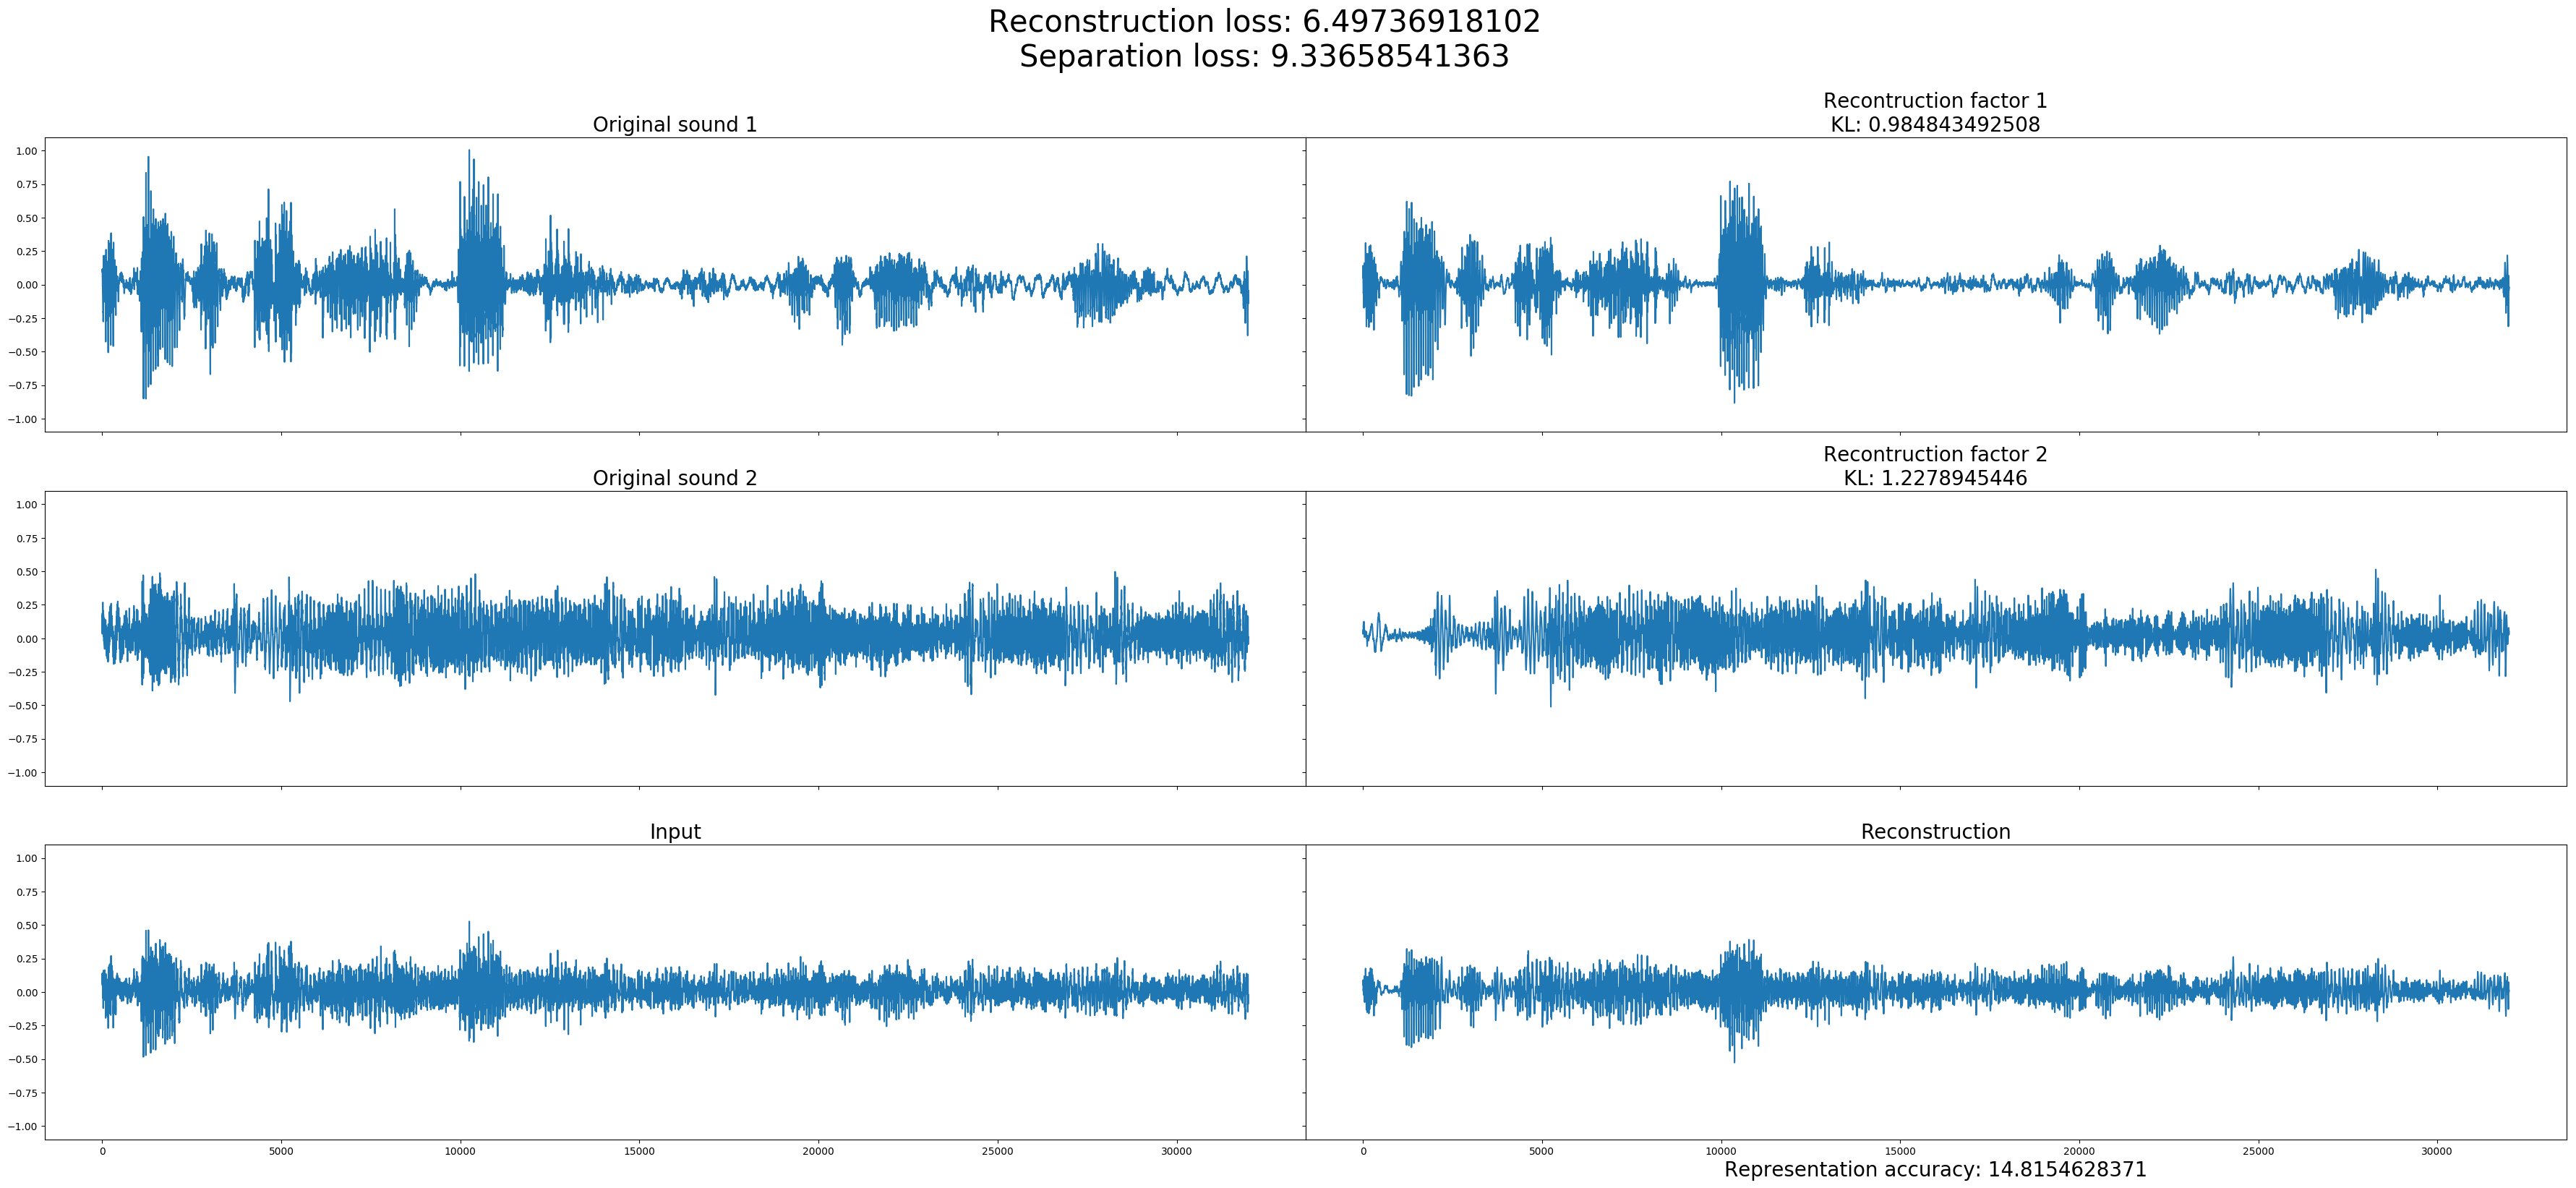 Reconstruction loss: 6.49736918102
Separation loss: 9.33658541363
Original sound 1
Recontruction factor 1
KL: 0.984843492508
1.00
0.75
0.50
0.25
0.00
−0.25
−0.50
−0.75
−1.00
Original sound 2
Recontruction factor 2
KL: 1.2278945446
1.00
0.75
0.50
0.25
0.00
−0.25
−0.50
−0.75
−1.00
Input
Reconstruction
1.00
0.75
0.50
0.25
0.00
−0.25
−0.50
−0.75
−1.00
0 5000 10000 15000 20000 25000 30000
0 5000 10000 15000 20000 25000 30000
Representation accuracy: 14.8154628371